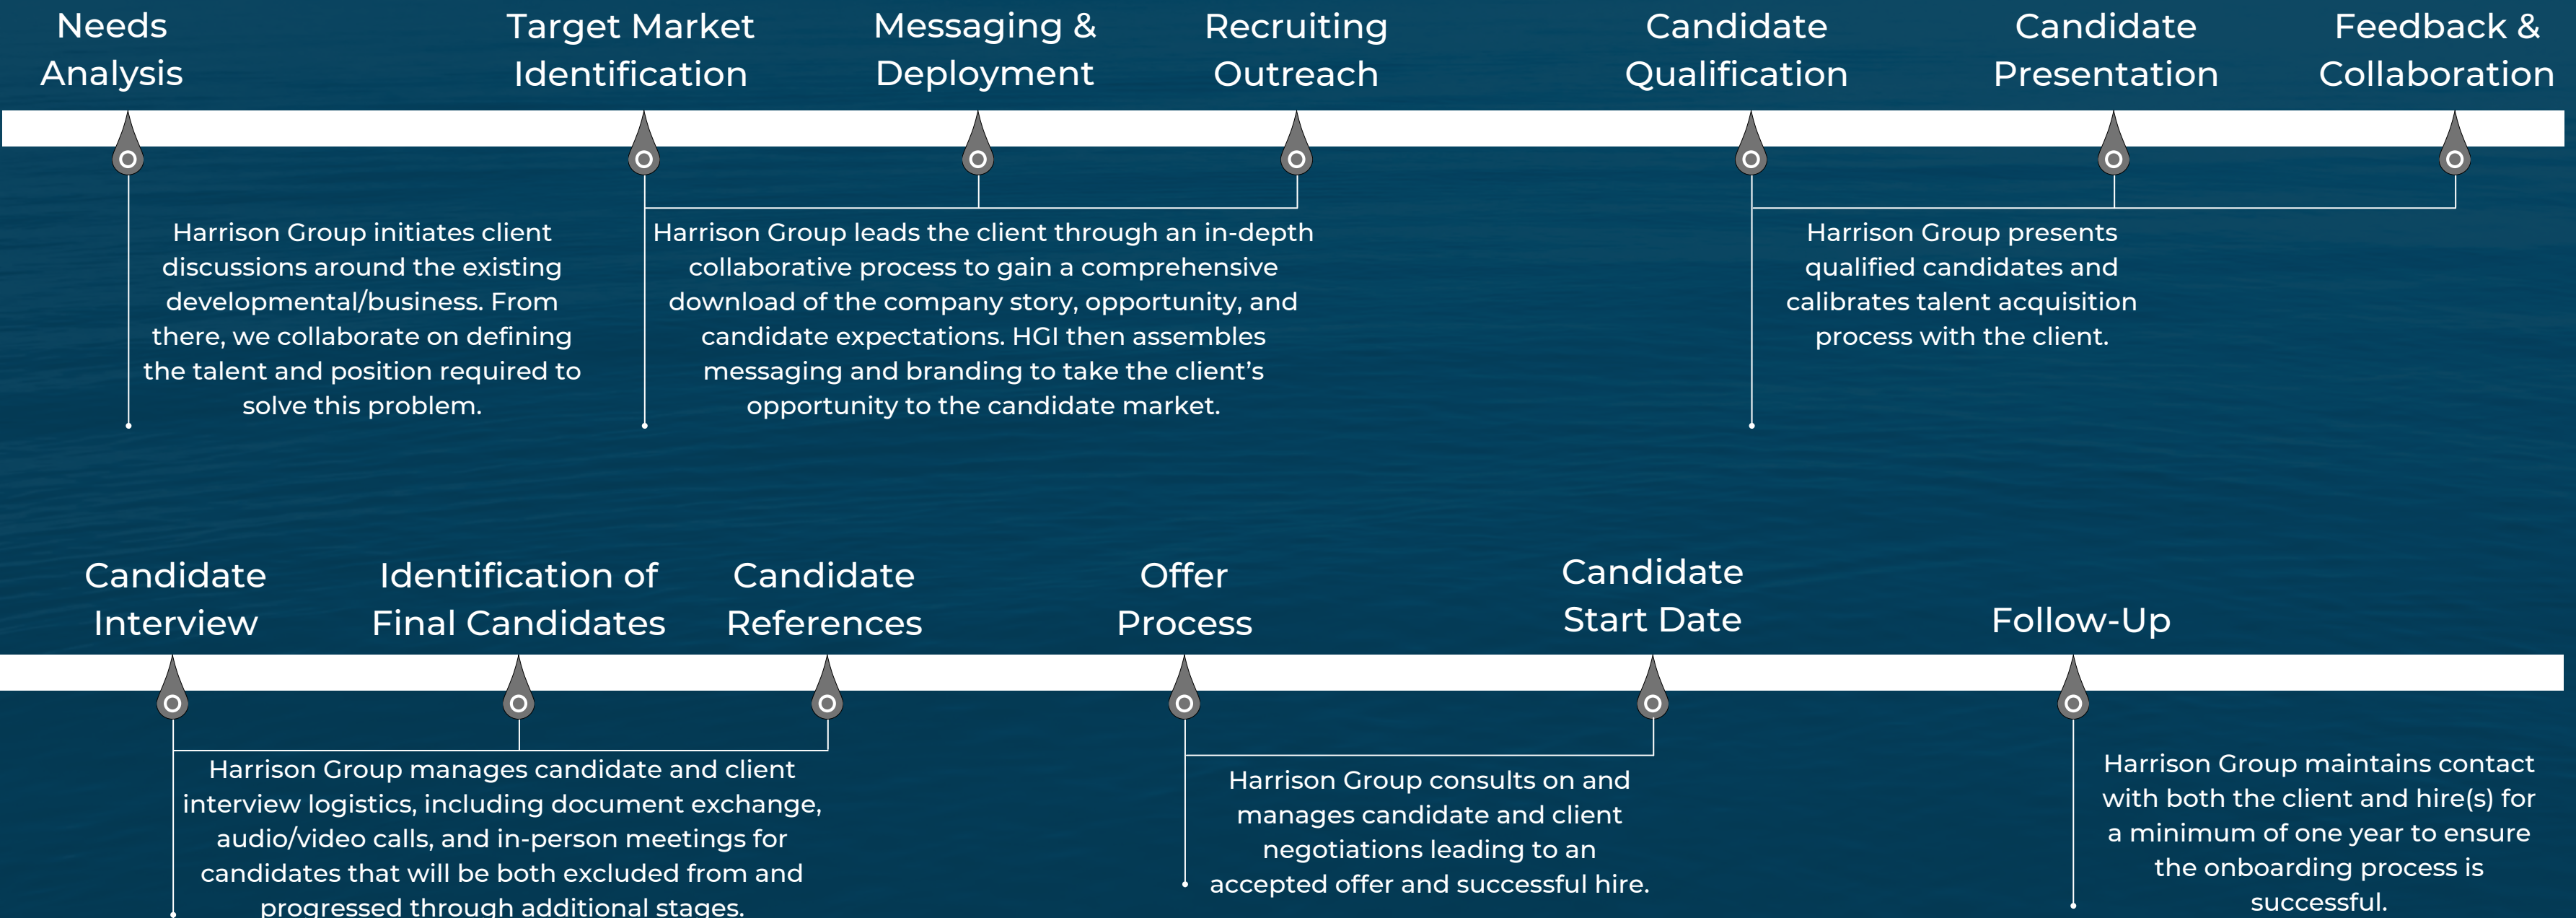 Needs
Analysis
Target Market
Identification
Messaging &
Deployment
Recruiting
Outreach
Candidate
Qualification
Candidate
Presentation
Feedback &
Collaboration
Harrison Group initiates client
discussions around the existing
developmental/business. From
there, we collaborate on defining
the talent and position required to
solve this problem.
Harrison Group leads the client through an in-depth
collaborative process to gain a comprehensive
download of the company story, opportunity, and
candidate expectations. HGI then assembles
messaging and branding to take the client’s
opportunity to the candidate market.
Harrison Group presents
qualified candidates and
calibrates talent acquisition
process with the client.
Candidate
Interview
Identification of
Final Candidates
Candidate
References
Offer
Process
Candidate
Start Date
Follow-Up
Harrison Group manages candidate and client
interview logistics, including document exchange,
audio/video calls, and in-person meetings for
candidates that will be both excluded from and
progressed through additional stages.
Harrison Group consults on and
manages candidate and client
negotiations leading to an
accepted offer and successful hire.
Harrison Group maintains contact
with both the client and hire(s) for
a minimum of one year to ensure
the onboarding process is
successful.